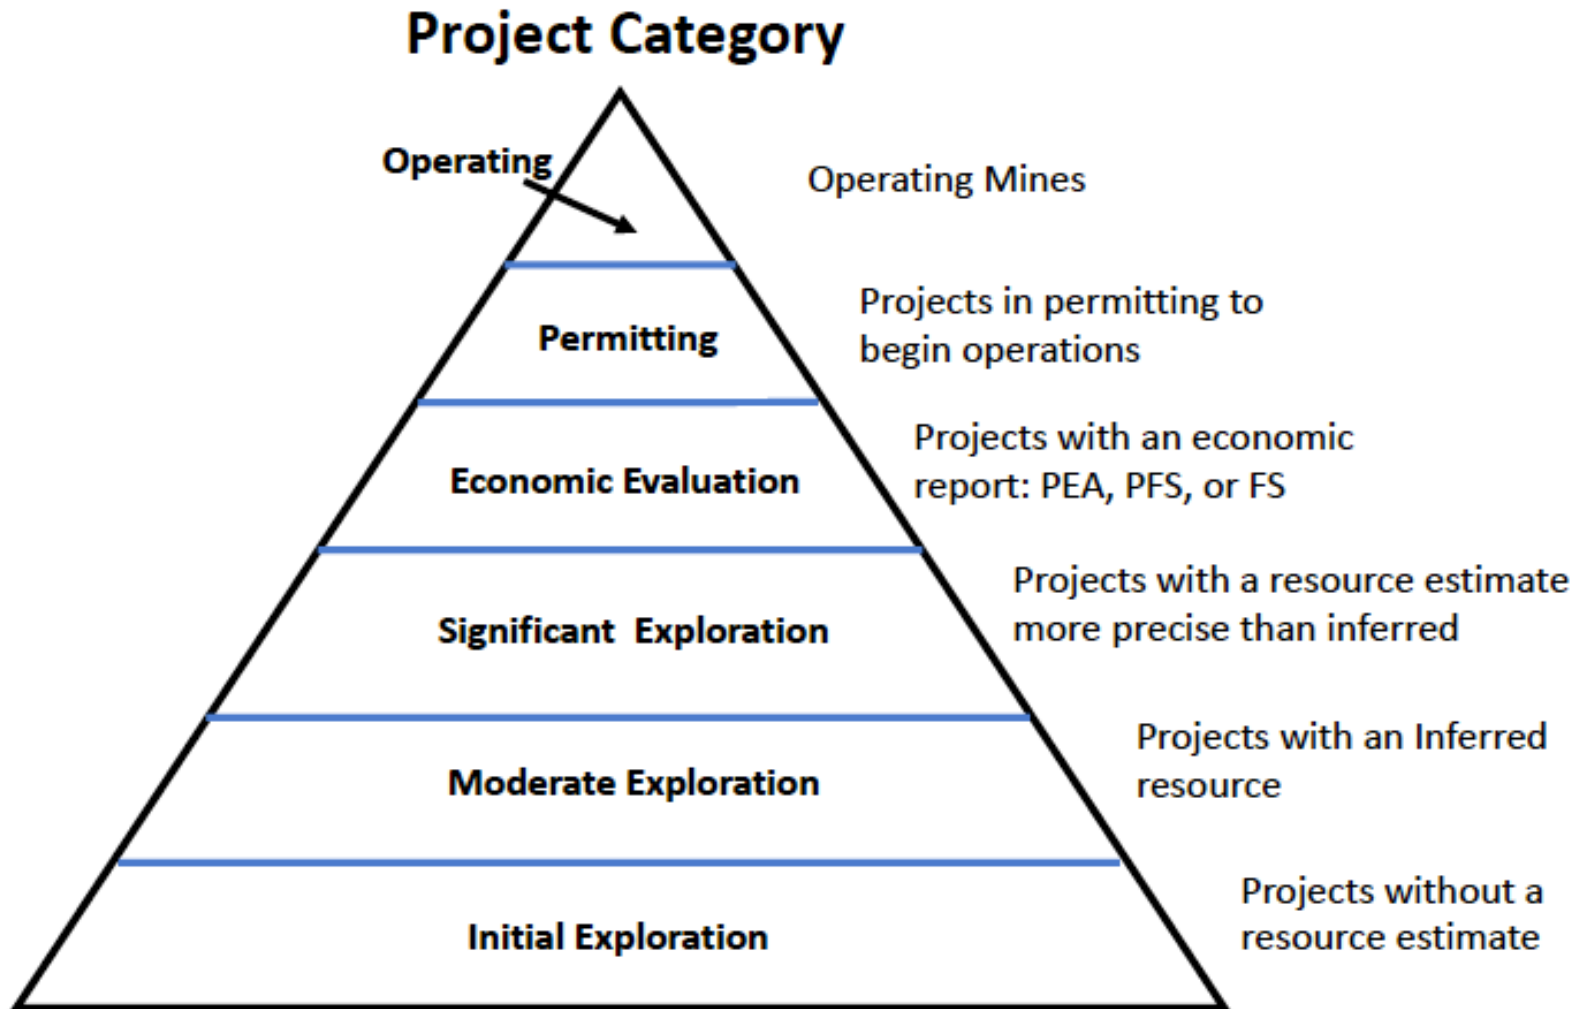 Project Category
Operating
Operating Mines
Permitting
Projects in permitting to
begin operations
Economic Evaluation
Projects with an economic
report: PEA, PFS, or FS
Significant  Exploration
Projects with a resource estimate
more precise than inferred
Moderate Exploration
Projects with an Inferred
resource
Initial Exploration
Projects without a
resource estimate